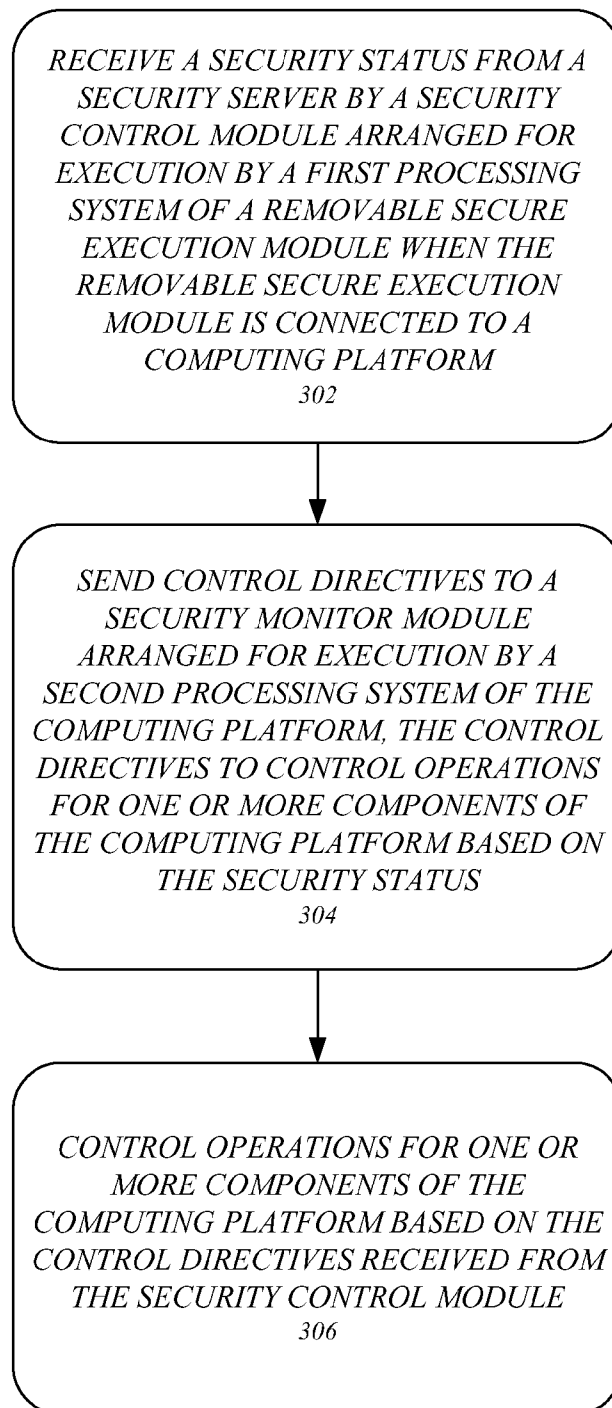 RECEIVE A SECURITY STATUS FROM A
SECURITY SERVER BY A SECURITY
CONTROL MODULE ARRANGED FOR
EXECUTION BY A FIRST PROCESSING
SYSTEM OF A REMOVABLE SECURE
EXECUTION MODULE WHEN THE
REMOVABLE SECURE EXECUTION
MODULE IS CONNECTED TO A
COMPUTING PLATFORM
302
SEND CONTROL DIRECTIVES TO A
SECURITY MONITOR MODULE
ARRANGED FOR EXECUTION BY A
SECOND PROCESSING SYSTEM OF THE
COMPUTING PLATFORM, THE CONTROL
DIRECTIVES TO CONTROL OPERATIONS
FOR ONE OR MORE COMPONENTS OF
THE COMPUTING PLATFORM BASED ON
THE SECURITY STATUS
304
CONTROL OPERATIONS FOR ONE OR
MORE COMPONENTS OF THE
COMPUTING PLATFORM BASED ON THE
CONTROL DIRECTIVES RECEIVED FROM
THE SECURITY CONTROL MODULE
306